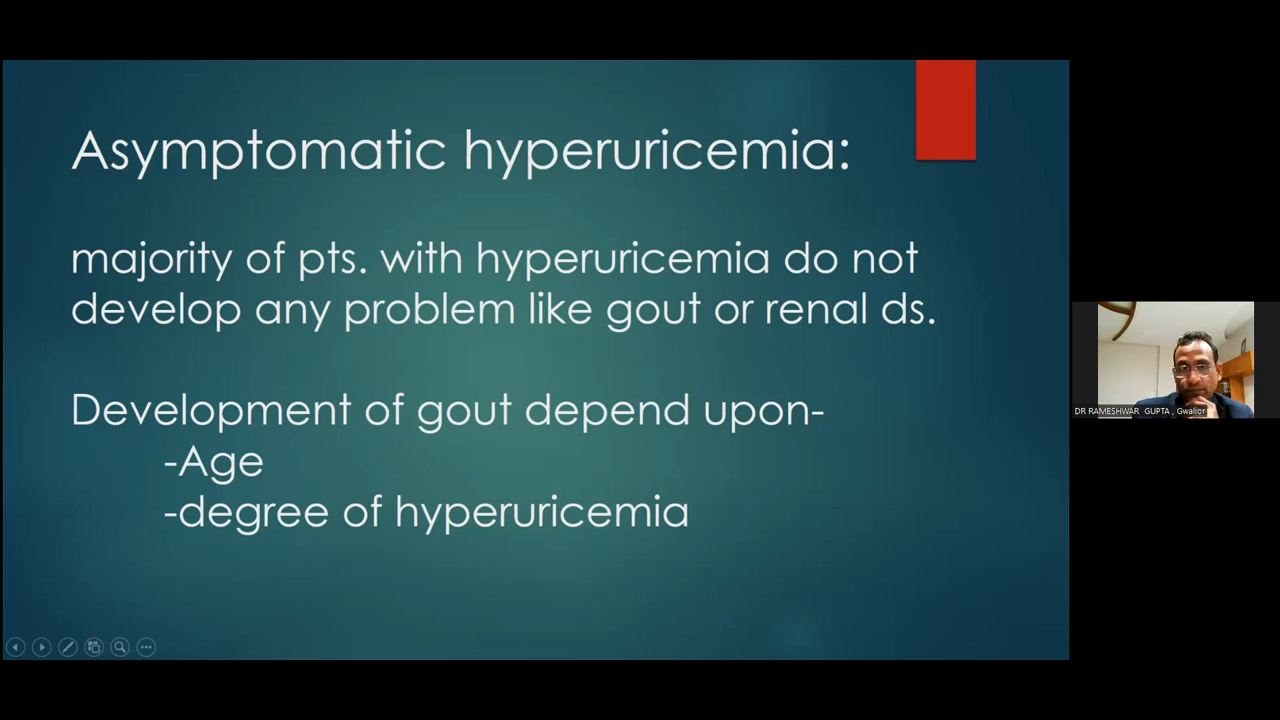 Asymptomatic hyperuricemia:
majority of pts. with hyperuricemia do not
develop any problem like gout or renal ds.
Development of gout depend upon-
-Age
-degree of hyperuricemia
DR RAMESHWAR GUPTA , Gwalior